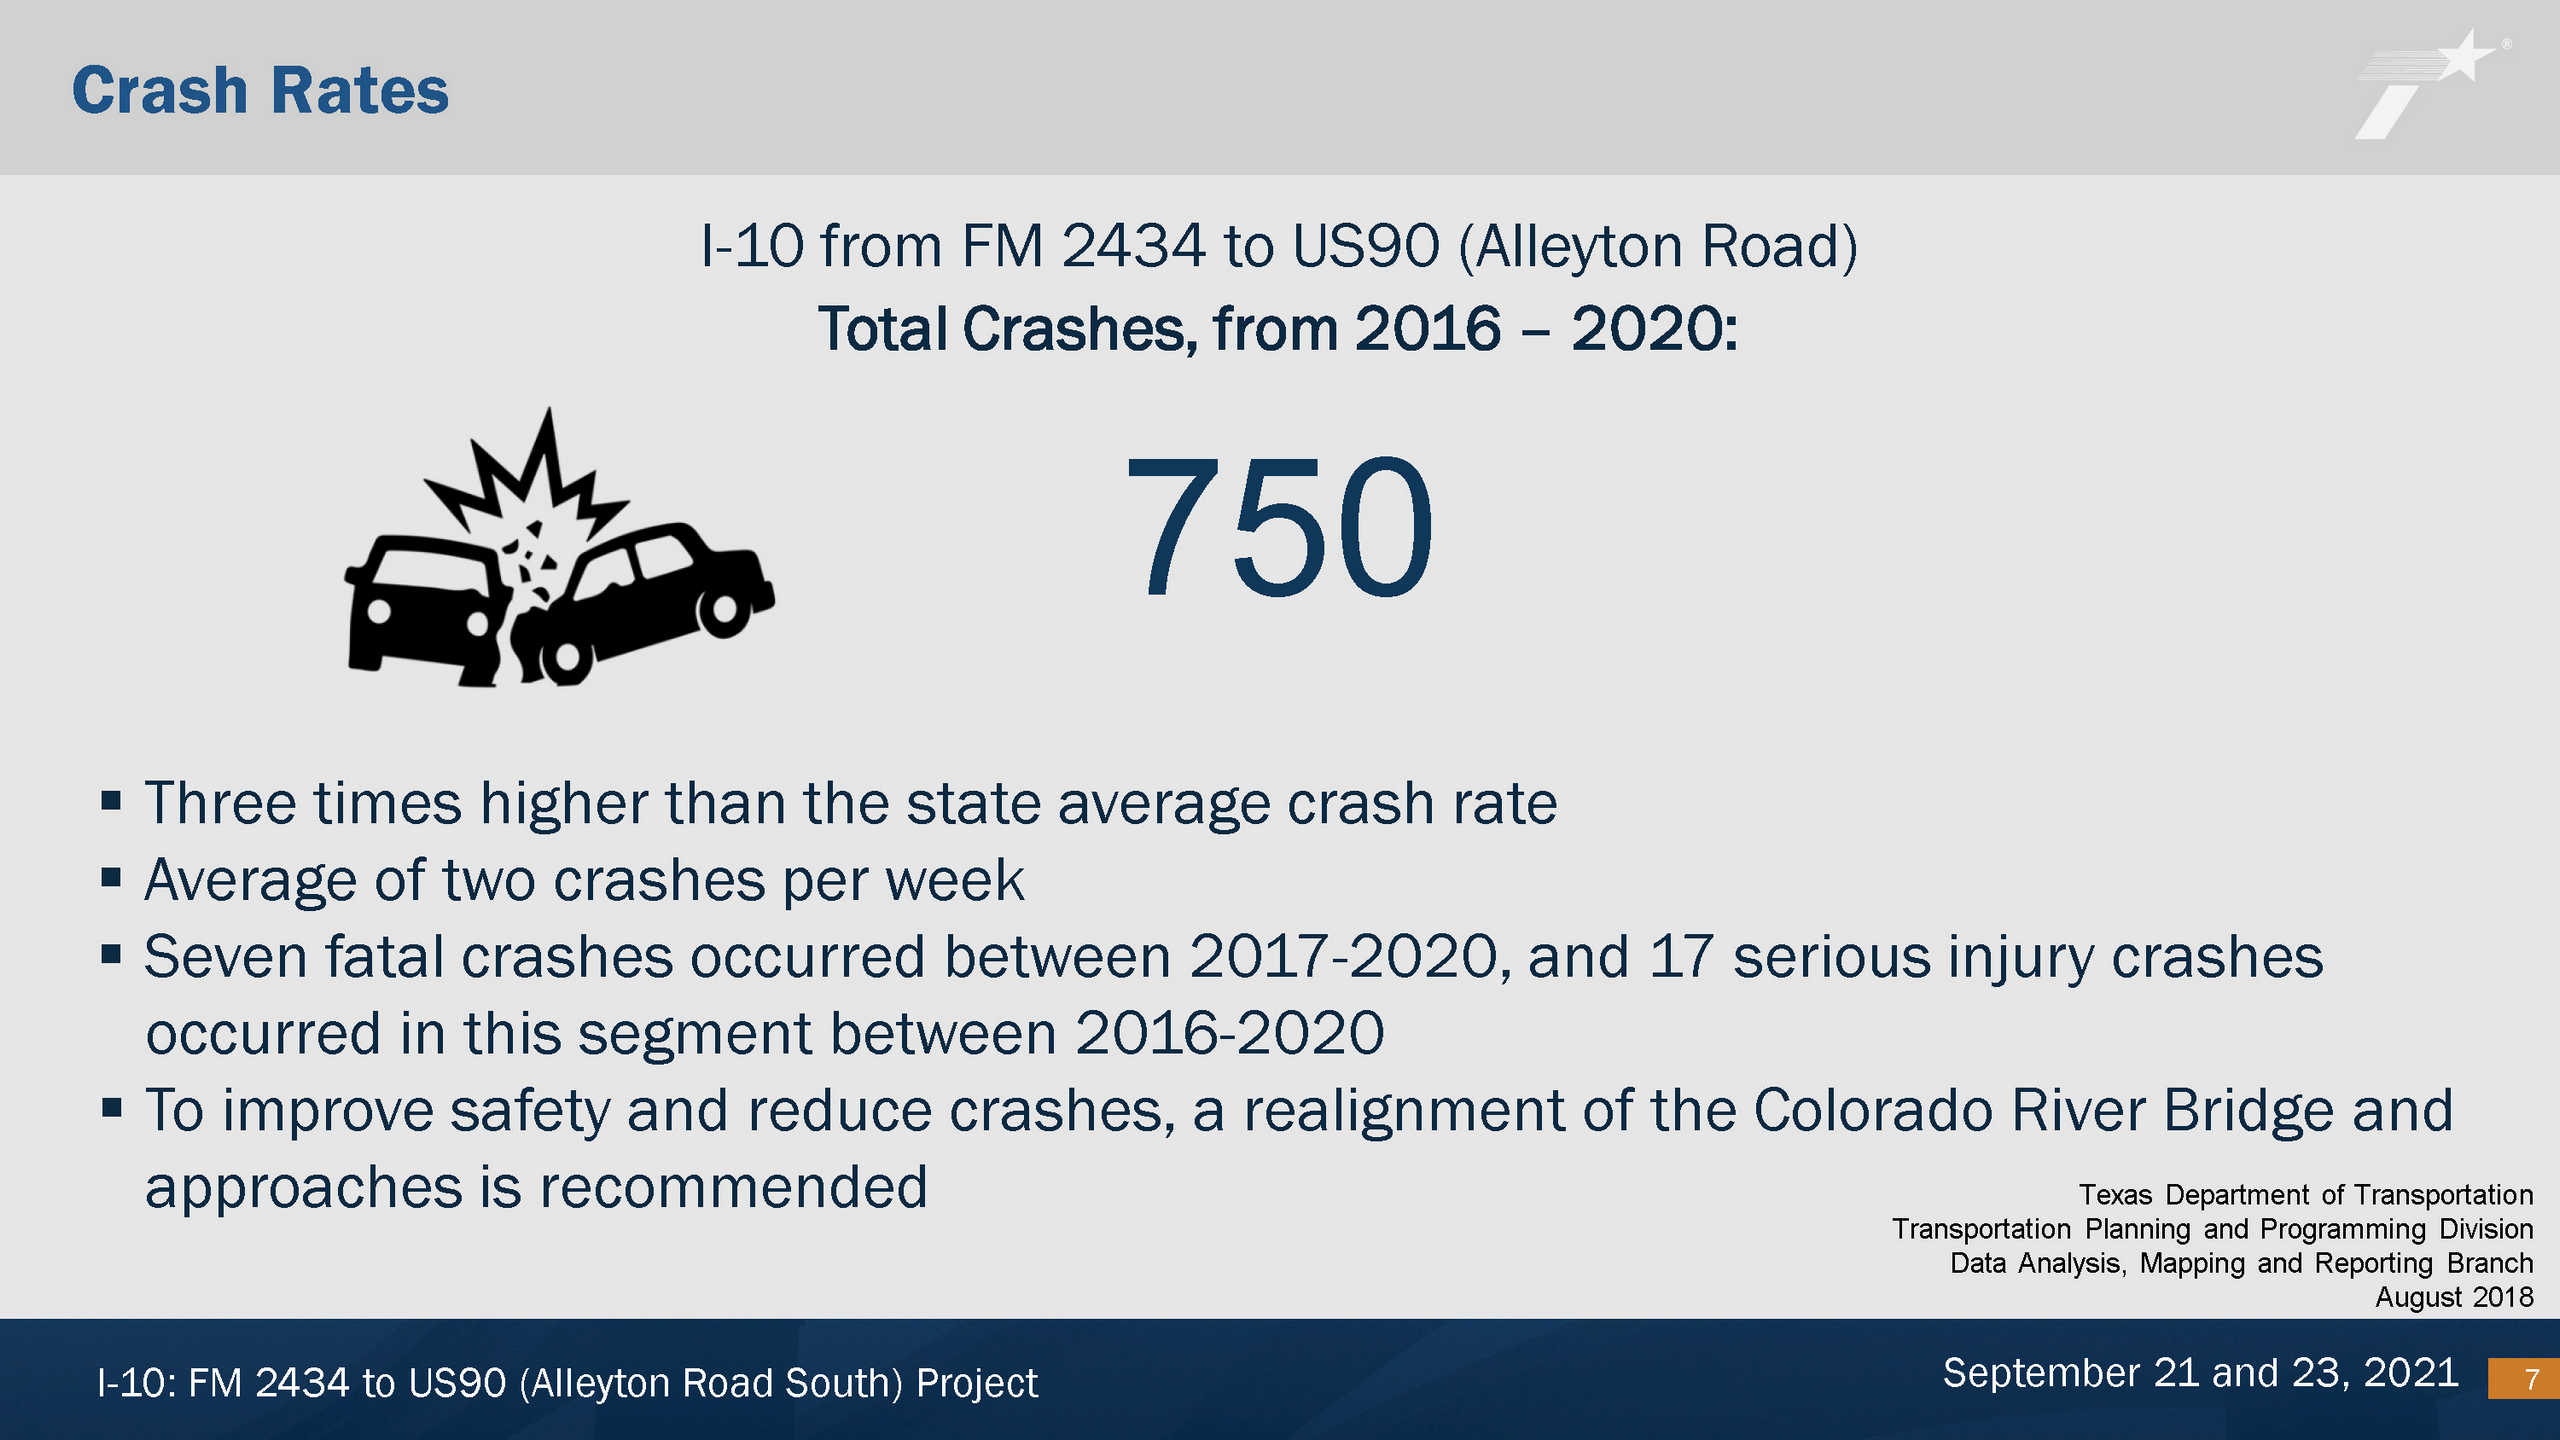 Crash Rates
®
I-10 from FM 2434 to US90 (Alleyton Road)
Total Crashes, from 2016 – 2020:
750
▪ Three times higher than the state average crash rate
▪ Average of two crashes per week
▪ Seven fatal crashes occurred between 2017-2020, and 17 serious injury crashes
occurred in this segment between 2016-2020
▪ To improve safety and reduce crashes, a realignment of the Colorado River Bridge and
approaches is recommended
Texas Department of Transportation
Transportation Planning and Programming Division
Data Analysis, Mapping and Reporting Branch
August 2018
I-10: FM 2434 to US90 (Alleyton Road South) Project
September 21 and 23, 2021
7